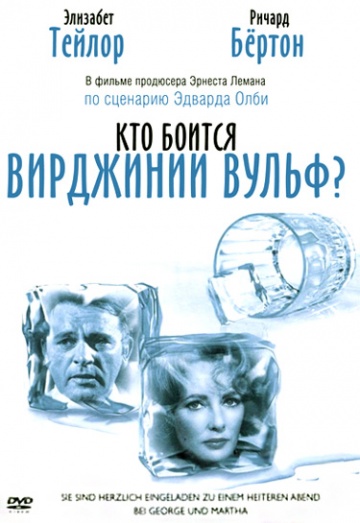 Элизабет Ричард
ТЕЙЛОР БЁРТОН
В ФИЛЬМЕ ПРОДЮСЕРА ЭРНЕСТА ЛЕМАНА
ПО СЦЕНАРИЮ ЭДВАРДА ОЛБИ
КТО БОИТСЯ
ВИРДЖИНИИ ВУЛЬФ?
DVD
VIDEO
SIE SIND HERZLICH EINGELADEN ZU EINEM HEITEREN ABEND
BEI GEORGE UND MARTHA